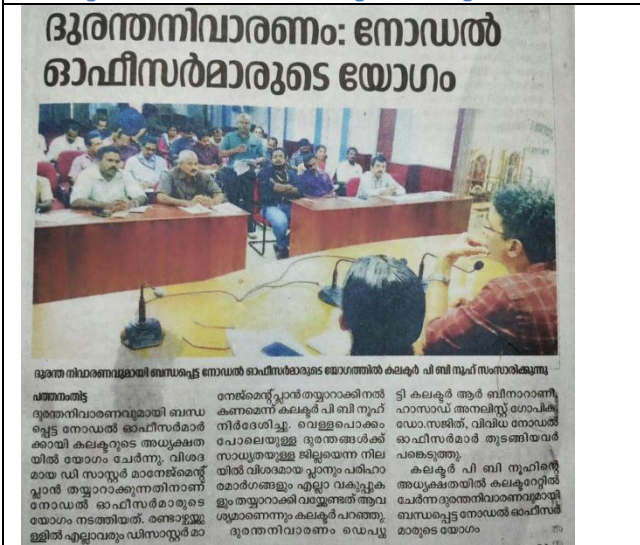 ദുരന്തനിവാരണം: നോഡൽ
ഓഫീസർമാരുടെ യോഗം
ദുരന്ത നിവാരണവുമായി ബന്ധപ്പെട്ട നോഡൽ ഓഫീസർമാരുടെ യോഗത്തിൽ കലക്ടർ പി ബി നൂഹ് സംസാരിക്കുന്നു
പത്തനംതിട്ട
ദുരന്തനിവാരണവുമായി ബന്ധ
പ്പെട്ട നോഡൽ ഓഫീസർമാർ
ക്കായി കലക്ടറുടെ അധ്യക്ഷത
യിൽ യോഗം ചേർന്നു. വിശദ
മായ ഡി സാസ്റ്റർ മാനേജ്മെന്റ്
പ്ലാൻ തയ്യാറാക്കുന്നതിനാണ്
നോഡൽ ഓഫീസർമാരുടെ
യോഗം നടത്തിയത്. രണ്ടാഴ്ചയ്ക്കു
ള്ളിൽ എല്ലാവരും ഡിസാസ്റ്റർ മാ
നേജ്മെന്റ് പ്ലാൻ തയ്യാറാക്കിനൽ
കണമെന്ന് കലക്ടർ പി ബി നൂഹ്
നിർദേശിച്ചു. വെള്ളപൊക്കം
പോലെയുള്ള ദുരന്തങ്ങൾക്ക്
സാധ്യതയുള്ള ജില്ലയെന്ന നില
യിൽ വിശദമായ പ്ലാനും പരിഹാ
രമാർഗങ്ങളും എല്ലാ വകുപ്പുക
ളും തയ്യാറാക്കി വയ്ക്കേണ്ടത് ആവ
ശ്യമാണെന്നും കലക്ടർ പറഞ്ഞു.
ദുരന്തനിവാരണം ഡെപ്യൂ
ട്ടി കലക്ടർ ആർ ബീനാറാണി,
ഹാസാഡ് അനലിസ്റ്റ് ഗോപിക,
ഡോ.സജിത്, വിവിധ നോഡൽ
ഓഫീസർമാർ തുടങ്ങിയവർ
പങ്കെടുത്തു.
കലക്ടർ പി ബി നൂഹിന്റെ
അധ്യക്ഷതയിൽ കലക്ടറേറ്റിൽ
ചേർന്ന ദുരന്തനിവാരണവുമായി
ബന്ധപ്പെട്ട നോഡൽ ഓഫീസർ
മാരുടെ യോഗം